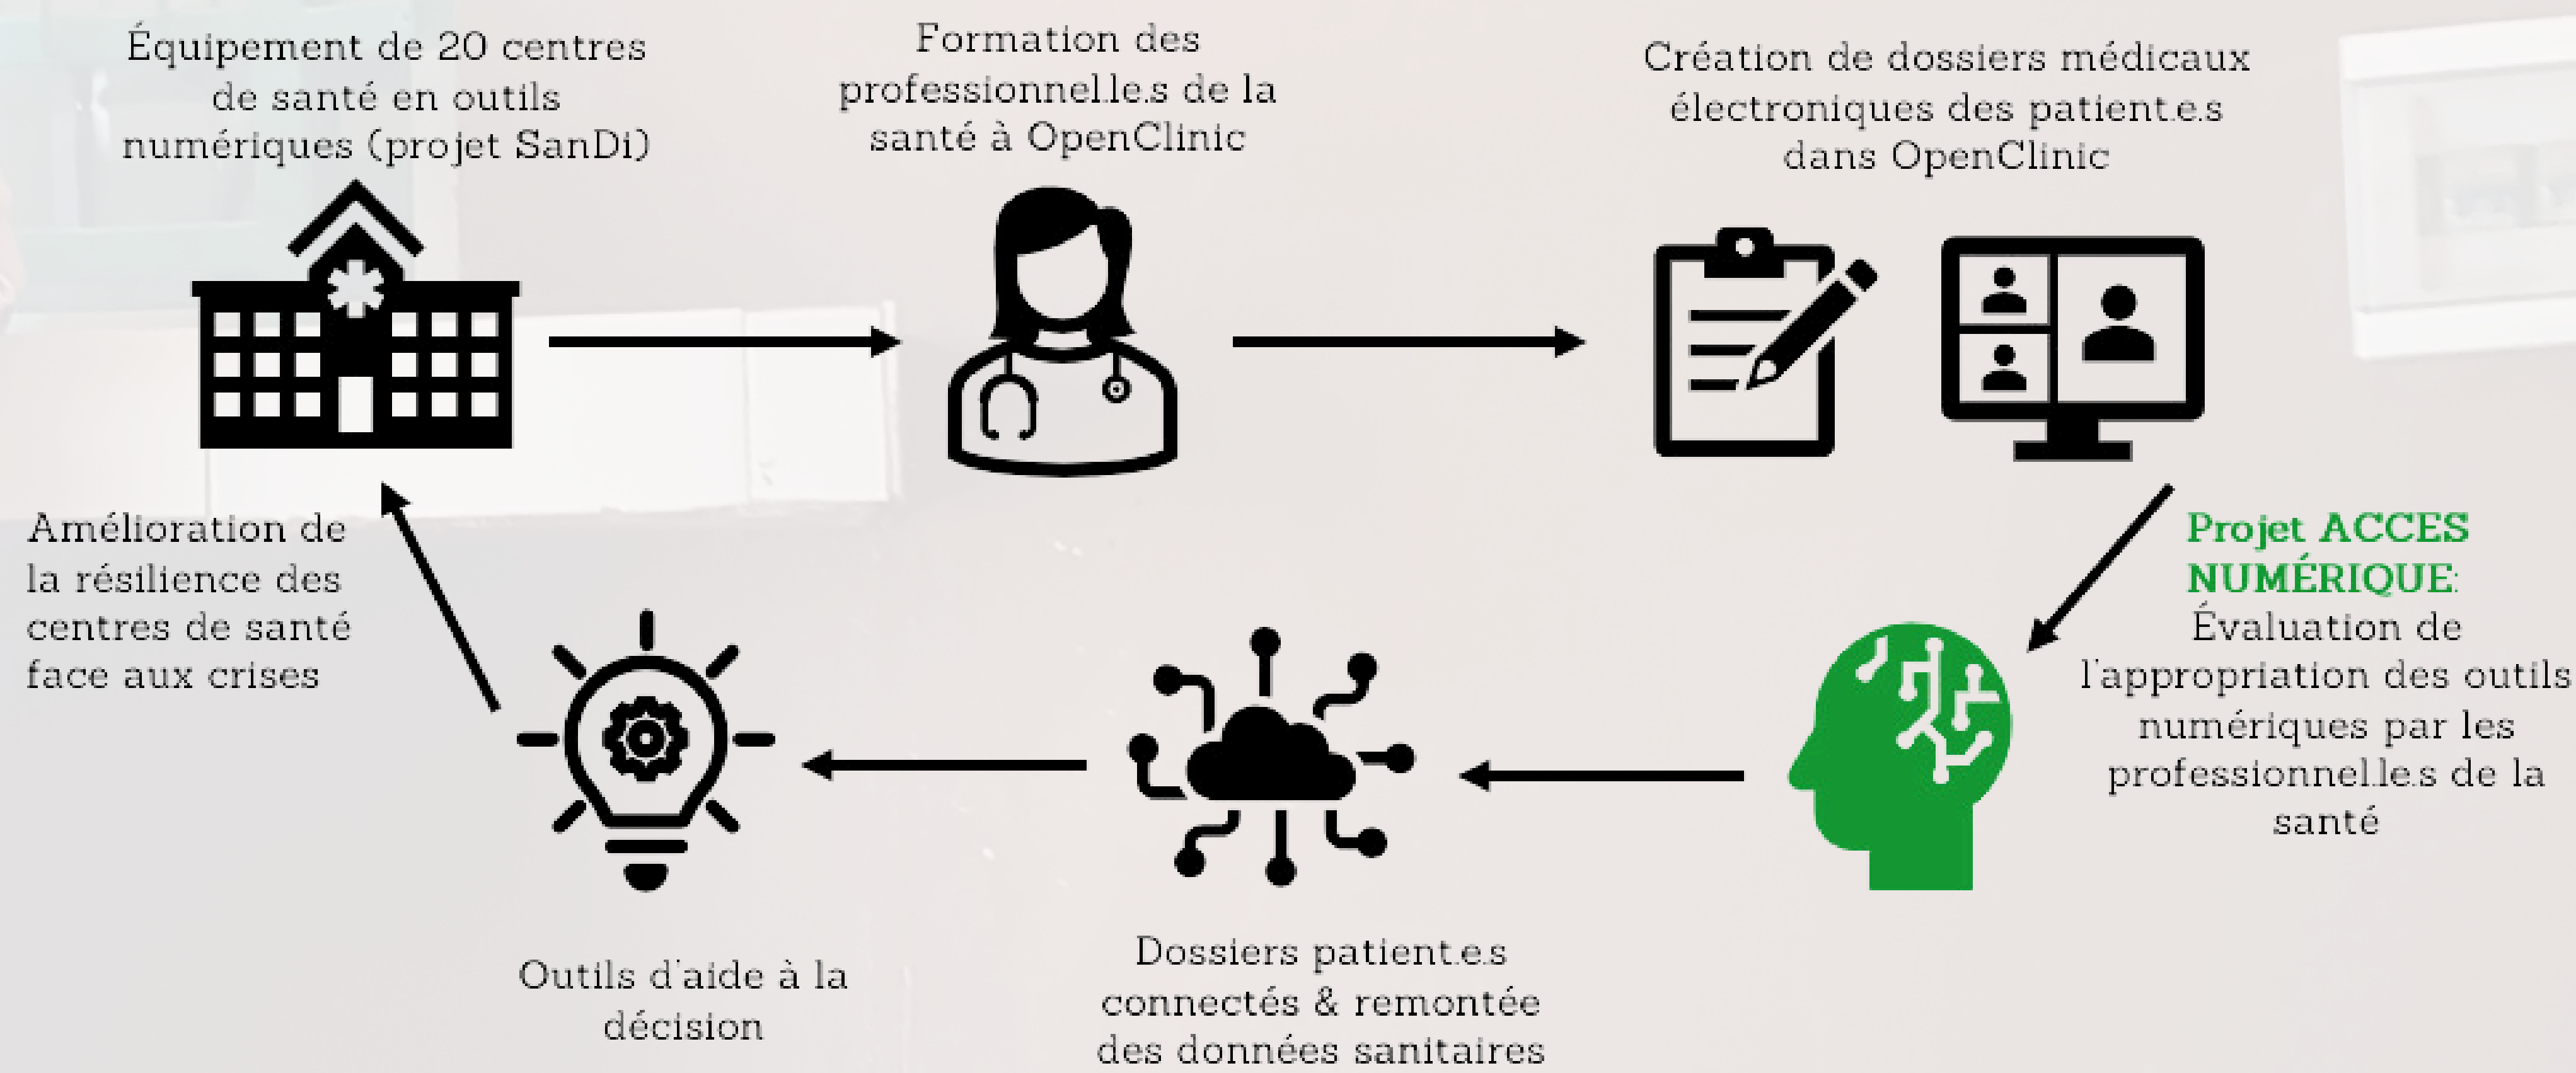 Équipement de 20 centres
de santé en outils
numériques (projet SanDi)
Formation des
professionnel.le.s de la
santé à OpenClinic
Création de dossiers médicaux
électroniques des patient.e.s
dans OpenClinic
Projet ACCES
NUMÉRIQUE:
Évaluation de
l'appropriation des outils
numériques par les
professionnel.le.s de la
santé
Dossiers patient.e.s
connectés & remontée
des données sanitaires
Outils d'aide à la
décision
Amélioration de
la résilience des
centres de santé
face aux crises